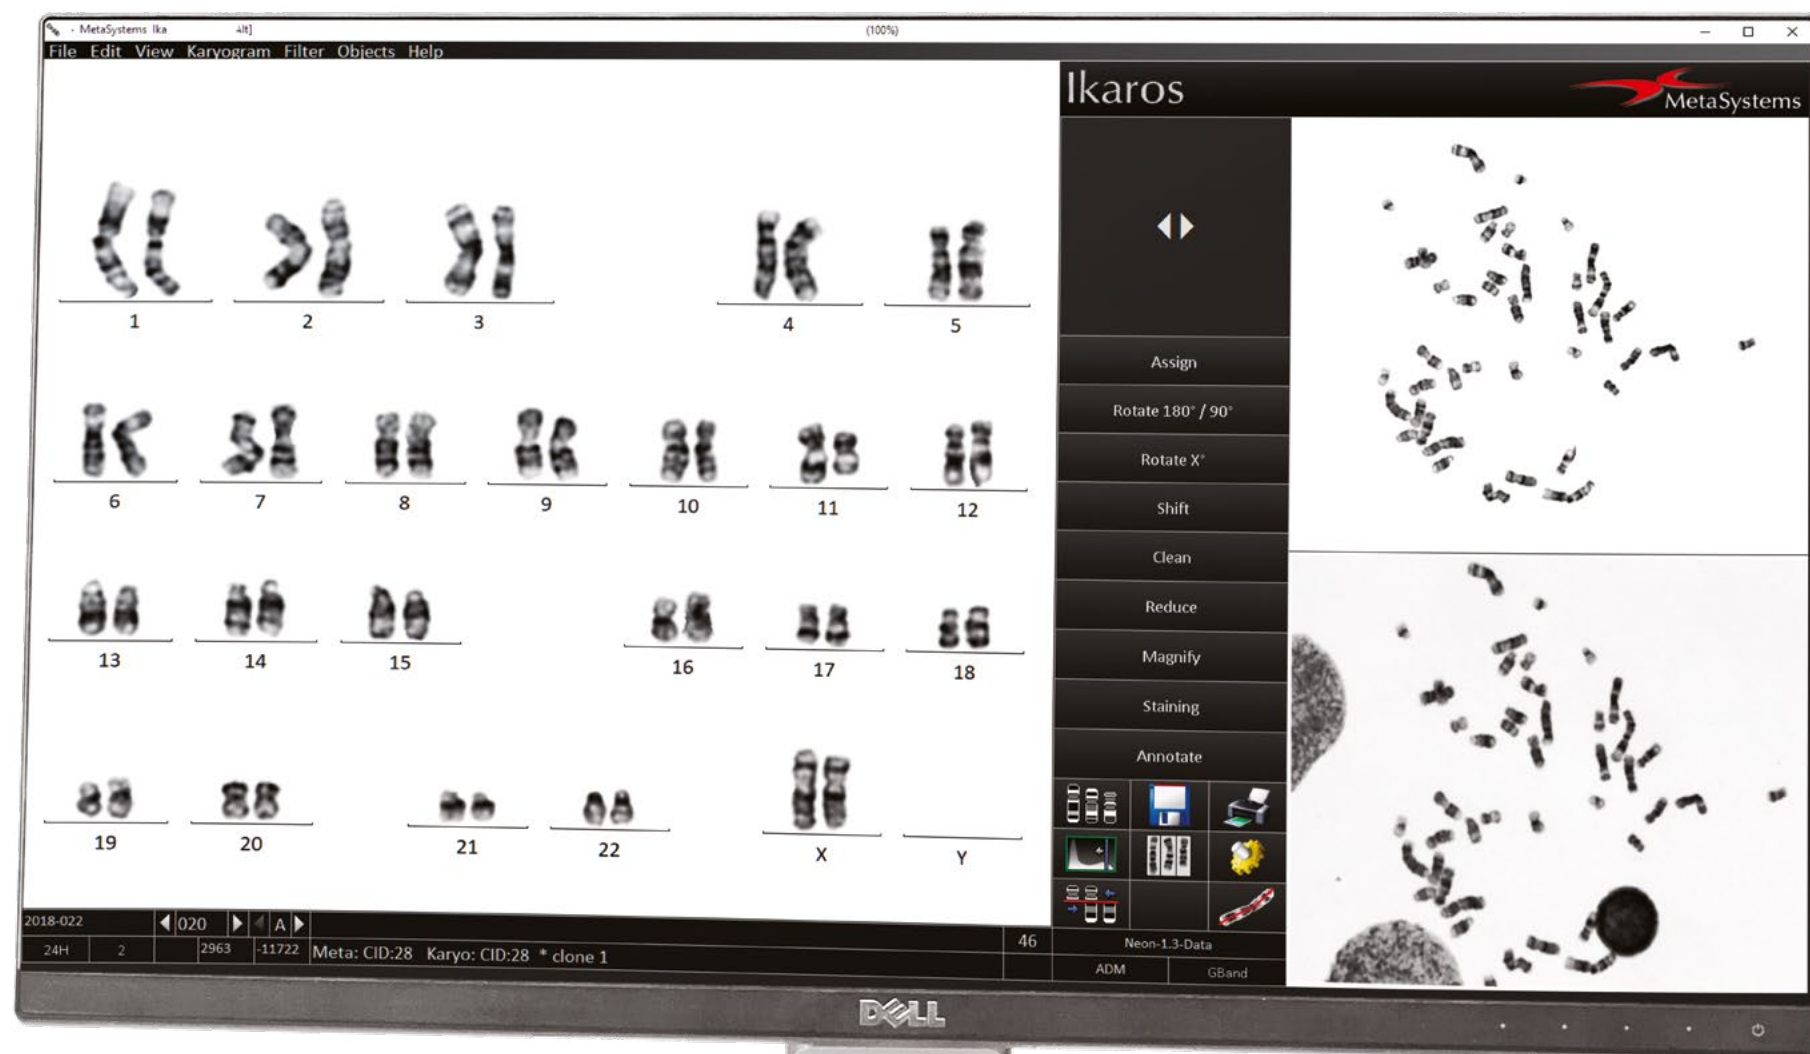 MetaSystems Ika
(100%)
File Edit View Karyogram Filter Objects Help
Ikaros
MetaSystems
1 2 3 4 5
6 7 8 9 10 11 12
13 14 15 16 17 18
19 20 21 22 X Y
Assign
Rotate 180° / 90°
Rotate X°
Shift
Clean
Reduce
Magnify
Staining
Annotate
2018-022 020 A
24H 2 2963 -11722 Meta: CID:28 Karyo: CID:28 * clone 1 46
Neon-1.3-Data
ADM GBand
DELL